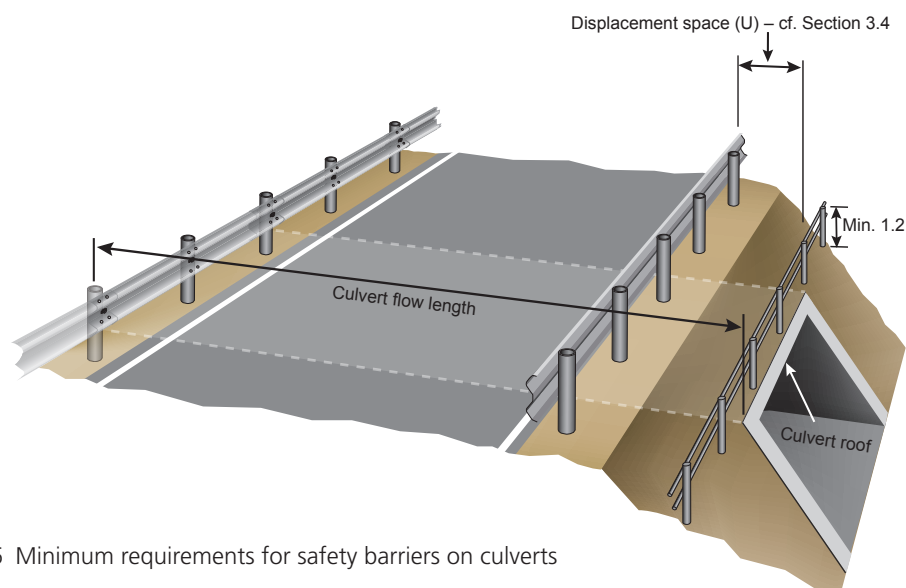 Displacement space (U) – cf. Section 3.4
Min. 1.2
Culvert flow length
Culvert roof
Minimum requirements for safety barriers on culverts